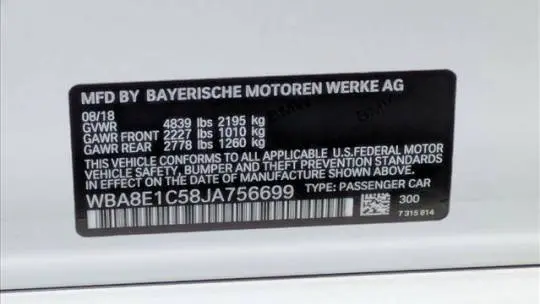 MFD BY BAYERISCHE MOTOREN WERKE AG
08/18
GVWR 4839 lbs 2195 kg
GAWR FRONT 2227 lbs 1010 kg
GAWR REAR 2778 lbs 1260 kg
THIS VEHICLE CONFORMS TO ALL APPLICABLE U.S. FEDERAL MOTOR
VEHICLE SAFETY, BUMPER AND THEFT PREVENTION STANDARDS
IN EFFECT ON THE DATE OF MANUFACTURE SHOWN ABOVE.
WBA8E1C58JA756699 TYPE: PASSENGER CAR
300
7 315 814